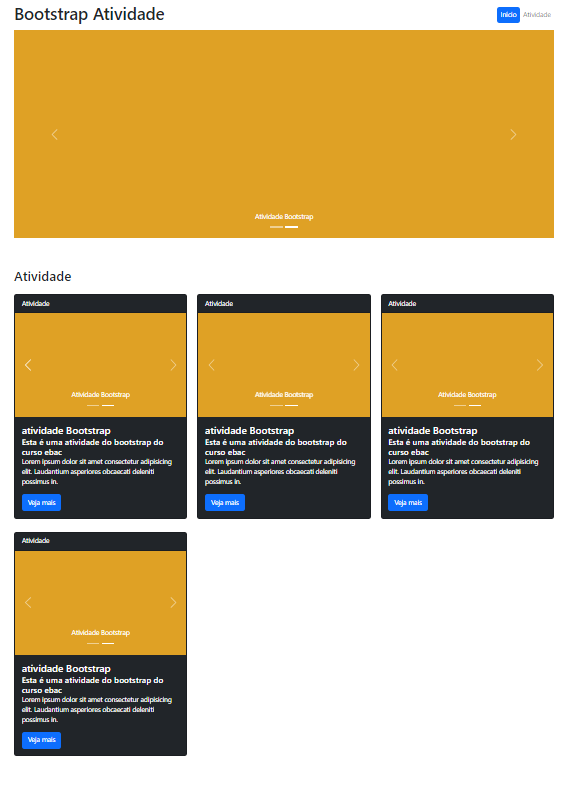 Bootstrap Atividade
Início Atividade
Atividade Bootstrap
Atividade
Atividade
Atividade Bootstrap
atividade Bootstrap
Esta é uma atividade do bootstrap do
curso ebac
Lorem ipsum dolor sit amet consectetur adipisicing
elit. Laudantium asperiores obcaecati deleniti
possimus in.
Veja mais
Atividade
Atividade Bootstrap
atividade Bootstrap
Esta é uma atividade do bootstrap do
curso ebac
Lorem ipsum dolor sit amet consectetur adipisicing
elit. Laudantium asperiores obcaecati deleniti
possimus in.
Veja mais
Atividade
Atividade Bootstrap
atividade Bootstrap
Esta é uma atividade do bootstrap do
curso ebac
Lorem ipsum dolor sit amet consectetur adipisicing
elit. Laudantium asperiores obcaecati deleniti
possimus in.
Veja mais
Atividade
Atividade Bootstrap
atividade Bootstrap
Esta é uma atividade do bootstrap do
curso ebac
Lorem ipsum dolor sit amet consectetur adipisicing
elit. Laudantium asperiores obcaecati deleniti
possimus in.
Veja mais